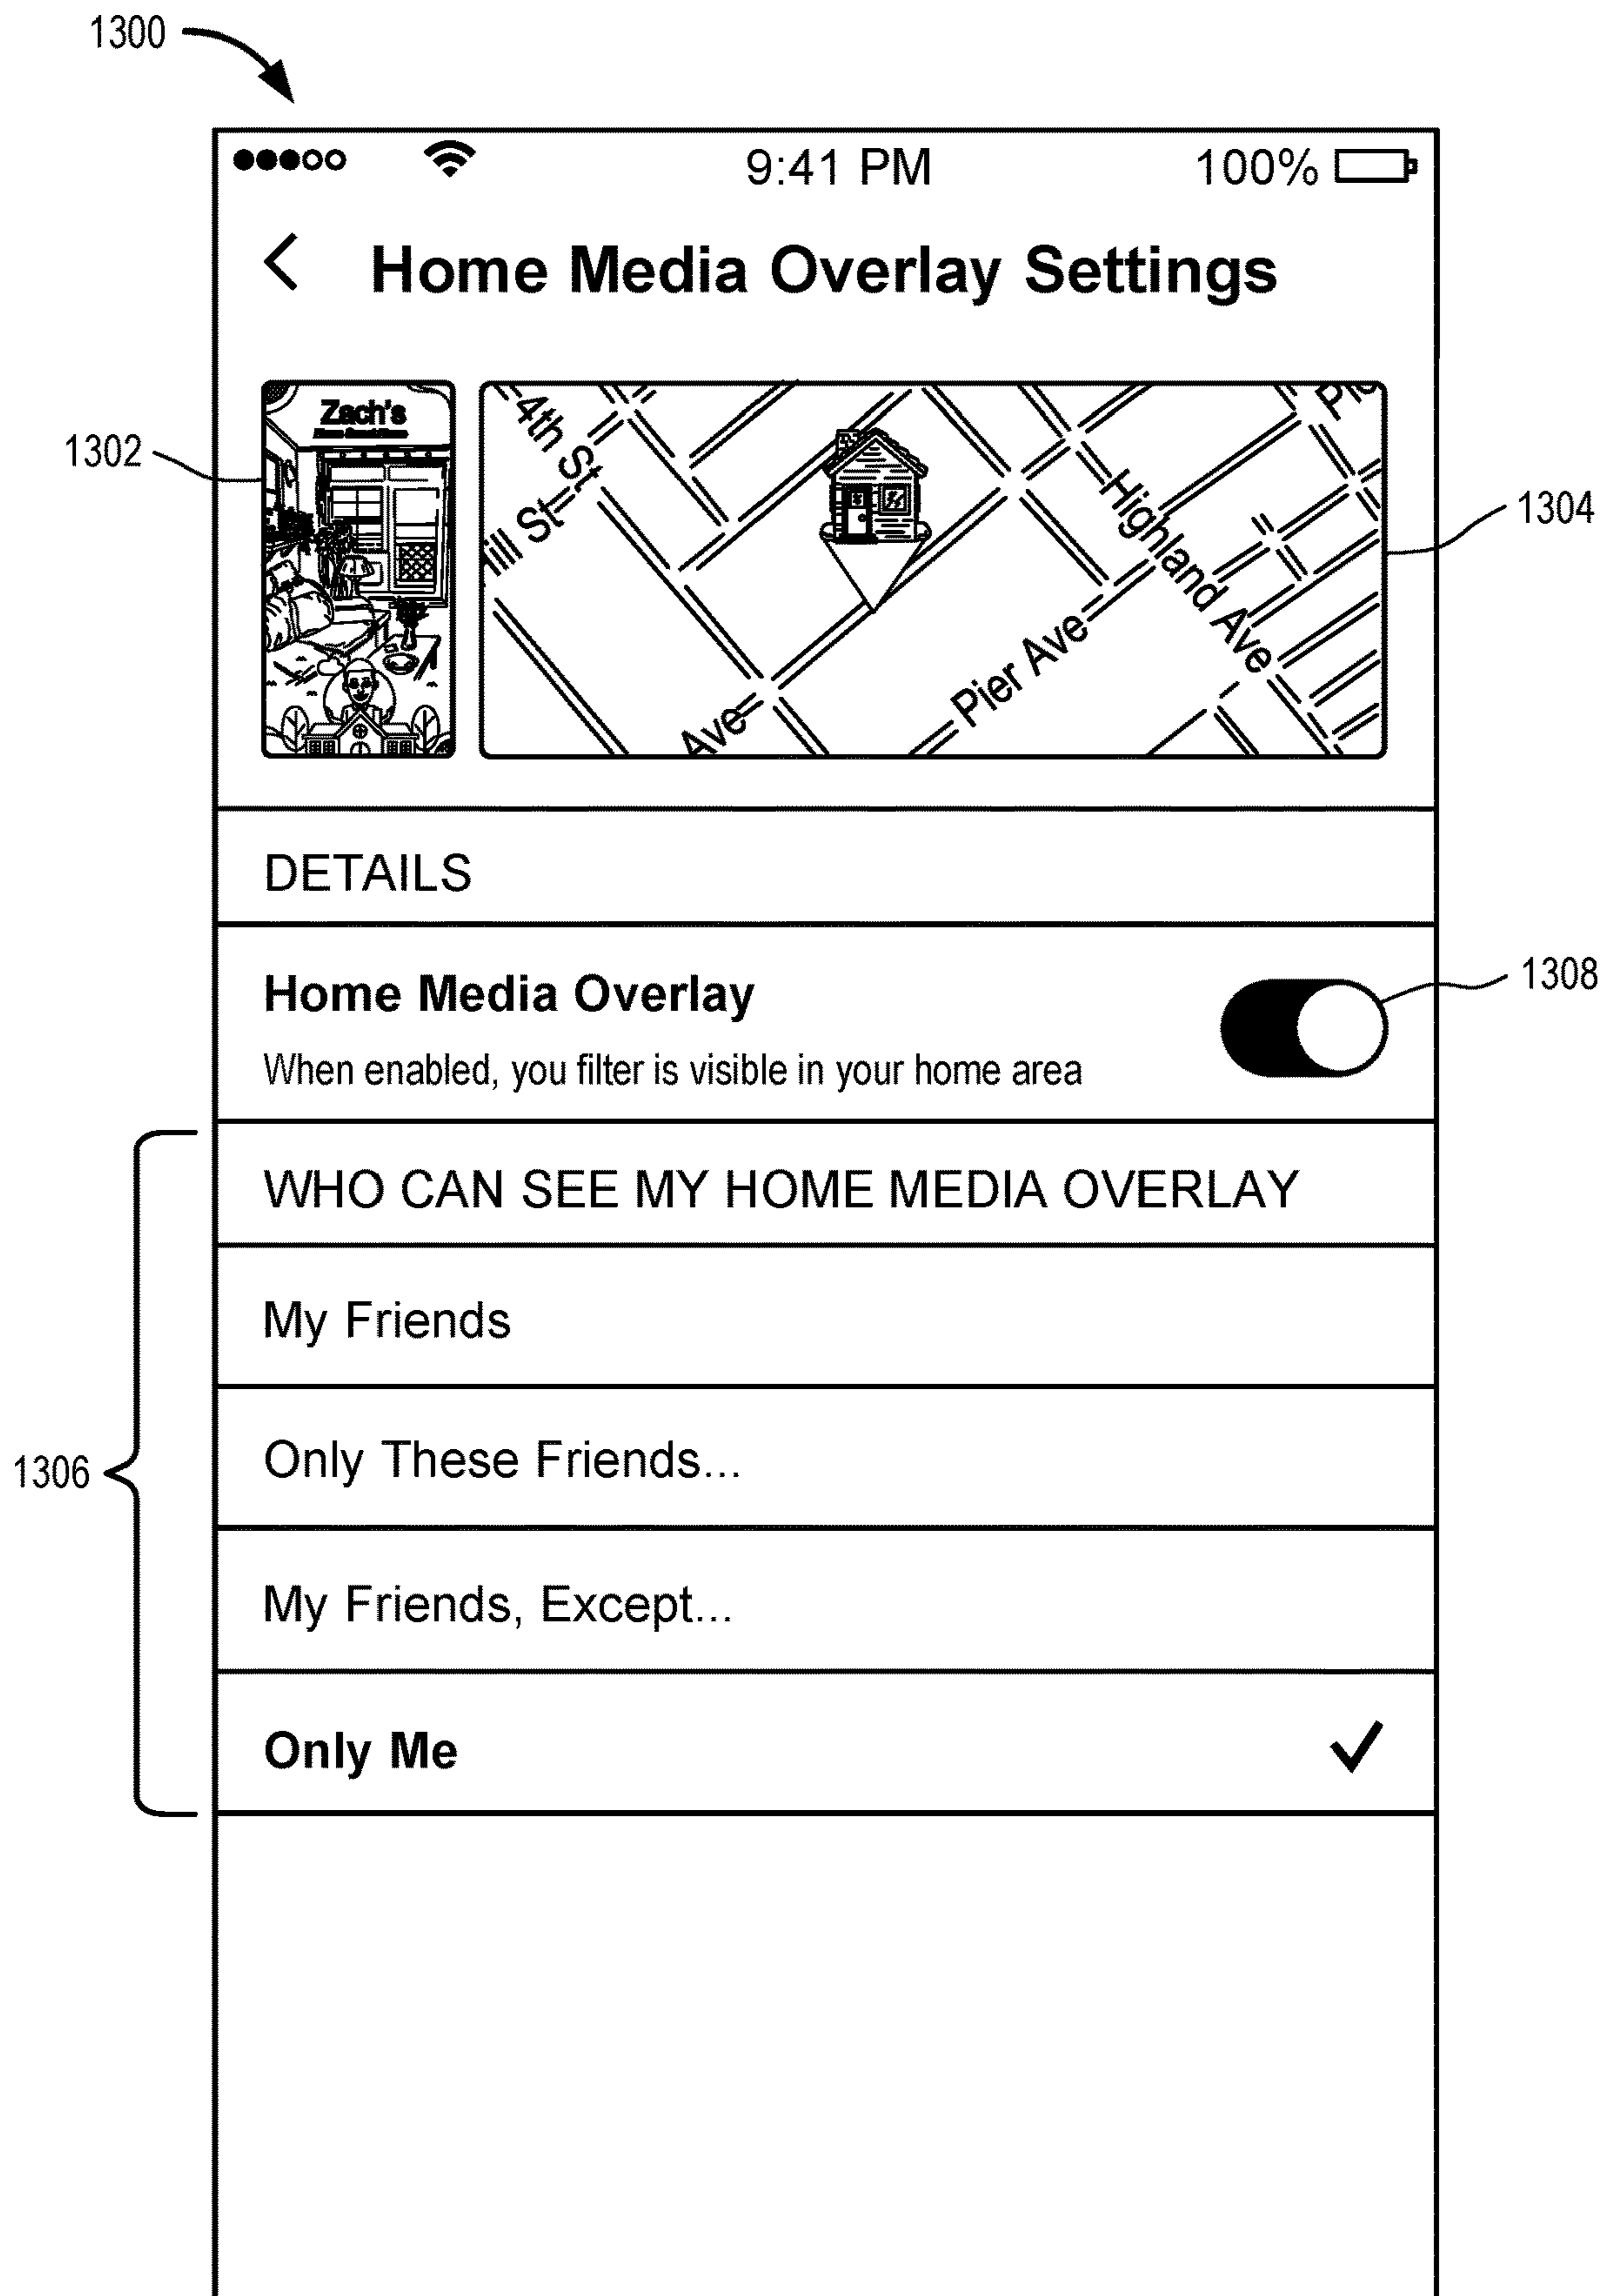 1300
9:41 PM 100%
Home Media Overlay Settings
Zach's
1302
4th St
ill St
Highland Ave
Pier Ave
Ave
1304
DETAILS
Home Media Overlay
When enabled, you filter is visible in your home area
1308
WHO CAN SEE MY HOME MEDIA OVERLAY
My Friends
Only These Friends...
1306
My Friends, Except...
Only Me